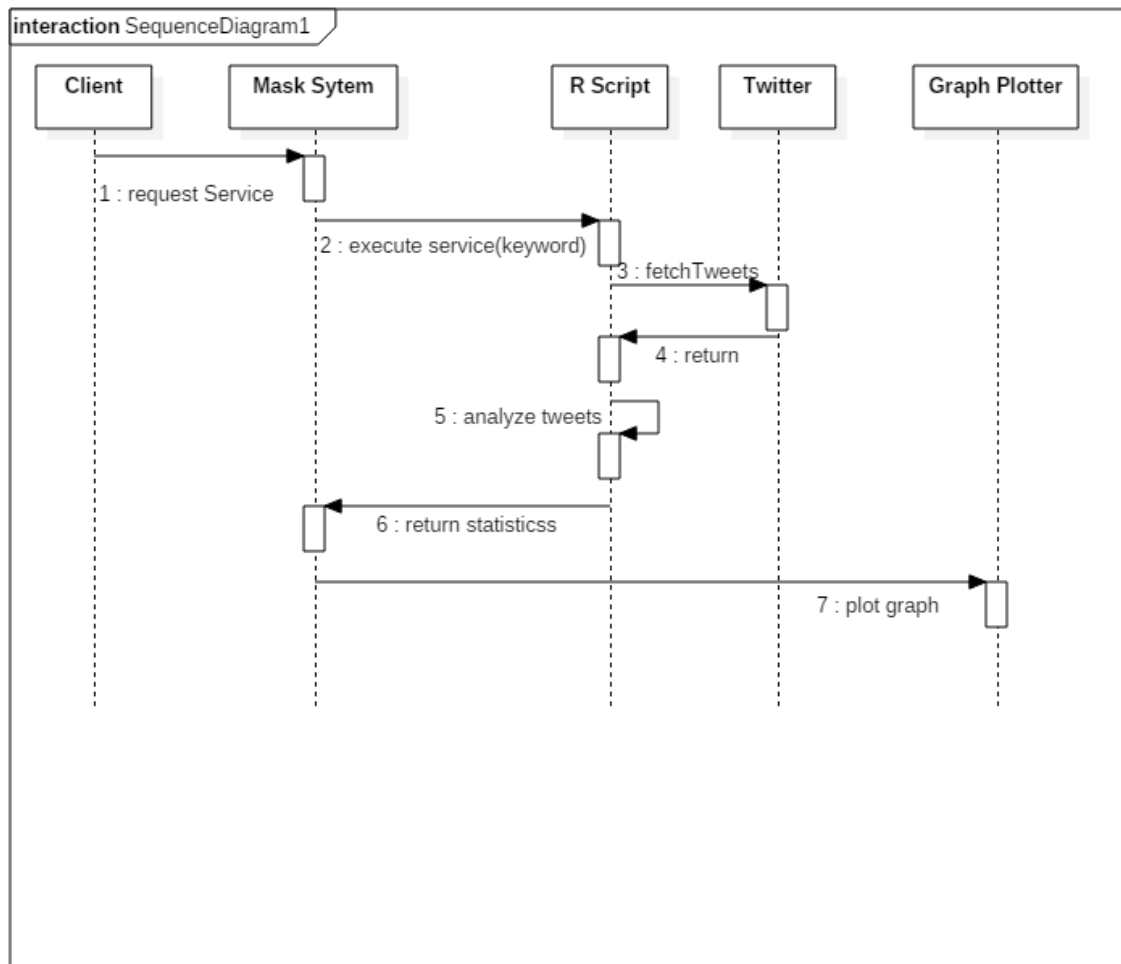 interaction SequenceDiagram1
Client
Mask Sytem
R Script
Twitter
Graph Plotter
1 : request Service
2 : execute service(keyword)
3 : fetchTweets
4 : return
5 : analyze tweets
6 : return statisticss
7 : plot graph